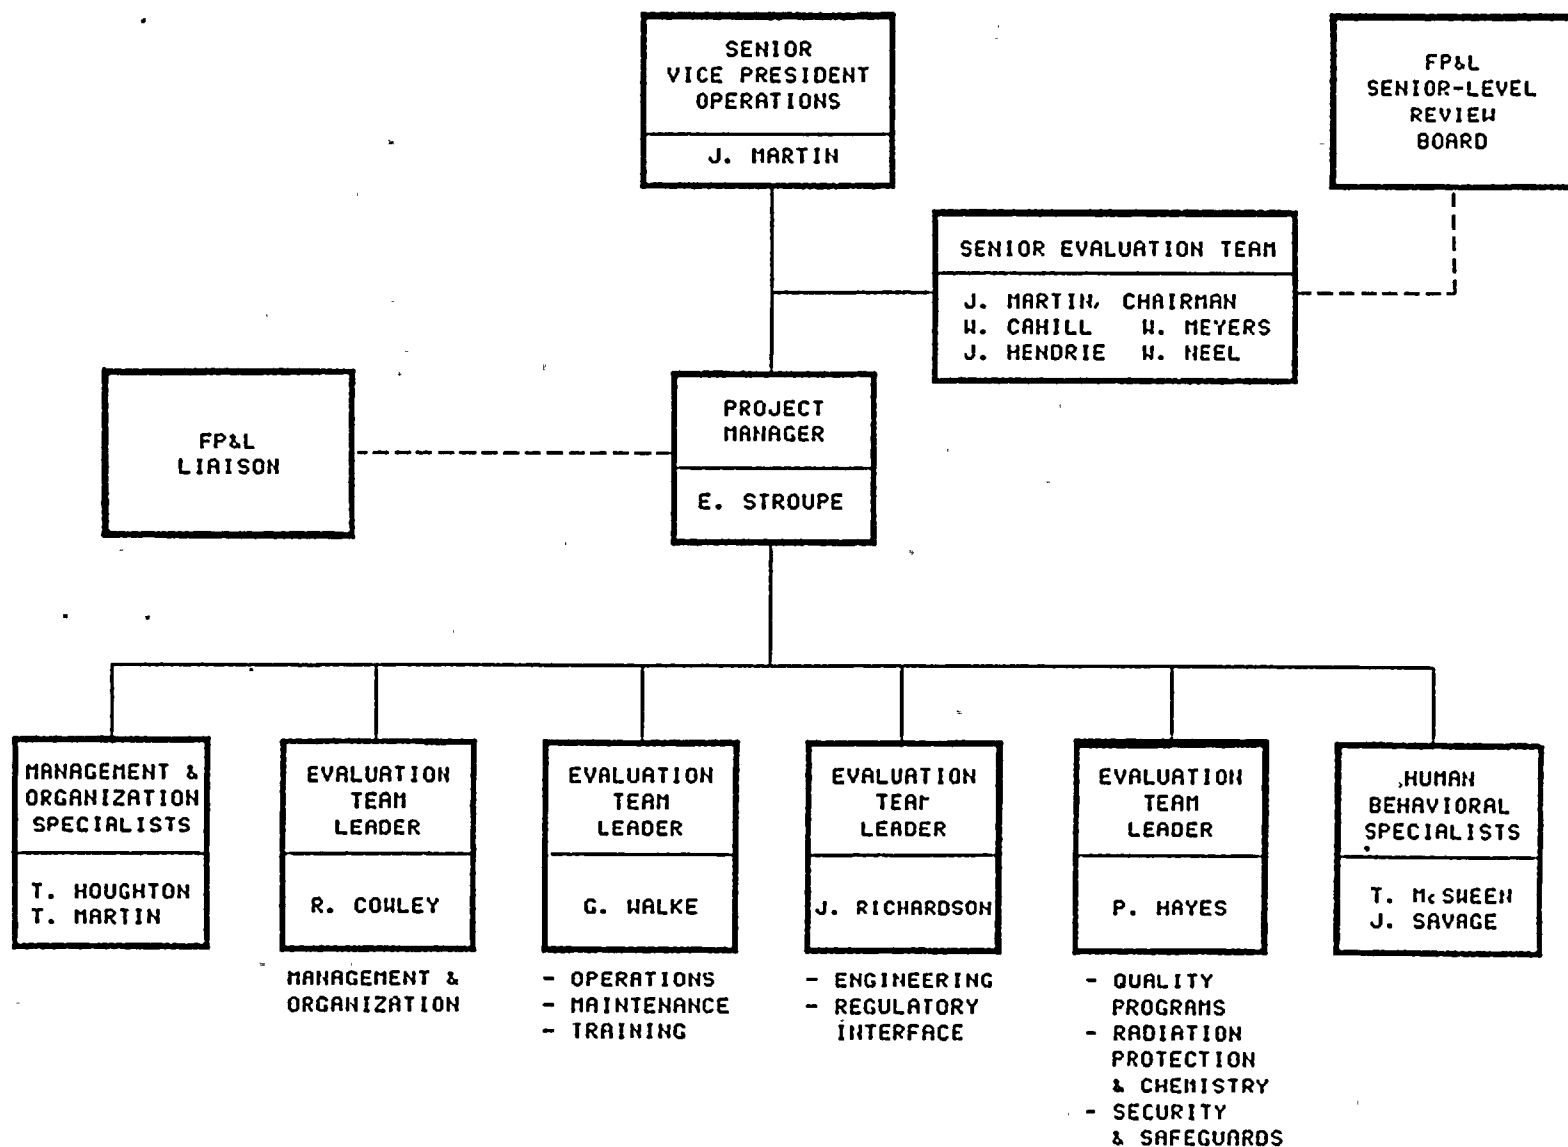 SENIOR
VICE PRESIDENT
OPERATIONS
J. MARTIN
FP&L
SENIOR-LEVEL
REVIEW
BOARD
SENIOR EVALUATION TEAM
J. MARTIN, CHAIRMAN
W. CAHILL W. MEYERS
J. HENDRIE W. NEEL
FP&L
LIAISON
PROJECT
MANAGER
E. STROUPE
MANAGEMENT &
ORGANIZATION
SPECIALISTS
T. HOUGHTON
T. MARTIN
EVALUATION
TEAM
LEADER
R. COWLEY
MANAGEMENT &
ORGANIZATION
EVALUATION
TEAM
LEADER
G. WALKE
- OPERATIONS
- MAINTENANCE
- TRAINING
EVALUATION
TEAM
LEADER
J. RICHARDSON
- ENGINEERING
- REGULATORY
INTERFACE
EVALUATION
TEAM
LEADER
P. HAYES
- QUALITY
PROGRAMS
- RADIATION
PROTECTION
& CHEMISTRY
- SECURITY
& SAFEGUARDS
HUMAN
BEHAVIORAL
SPECIALISTS
T. McSWEEN
J. SAVAGE